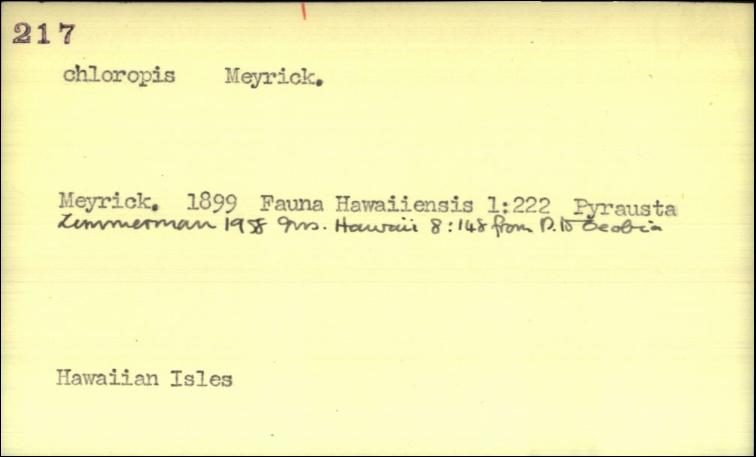 217
chloropis Meyrick.
Meyrick. 1899 Fauna Hawaiiensis 1:222 Pyrausta
Zimmerman 1958 Ins. Hawaii 8:148 from P. to Oeobia
Hawaiian Isles